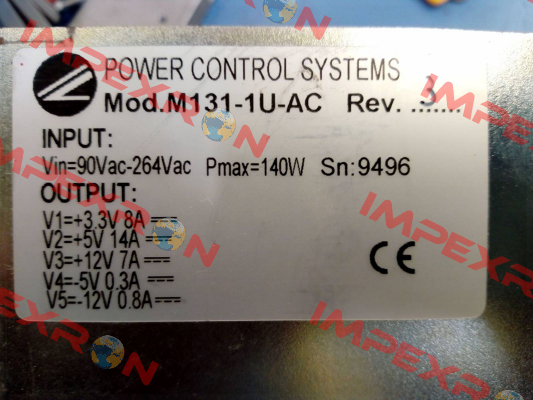 POWER CONTROL SYSTEMS
Mod.M131-1U-AC Rev. .3......
INPUT:
Vin=90Vac-264Vac Pmax=140W Sn:9496
OUTPUT:
V1=+3.3V 8A
V2=+5V 14A
V3=+12V 7A
V4=-5V 0.3A
V5=-12V 0.8A
CE
IMPEXRON
IMPEXRON
IMPEXRON
IMPEXRON
IMPEXRON